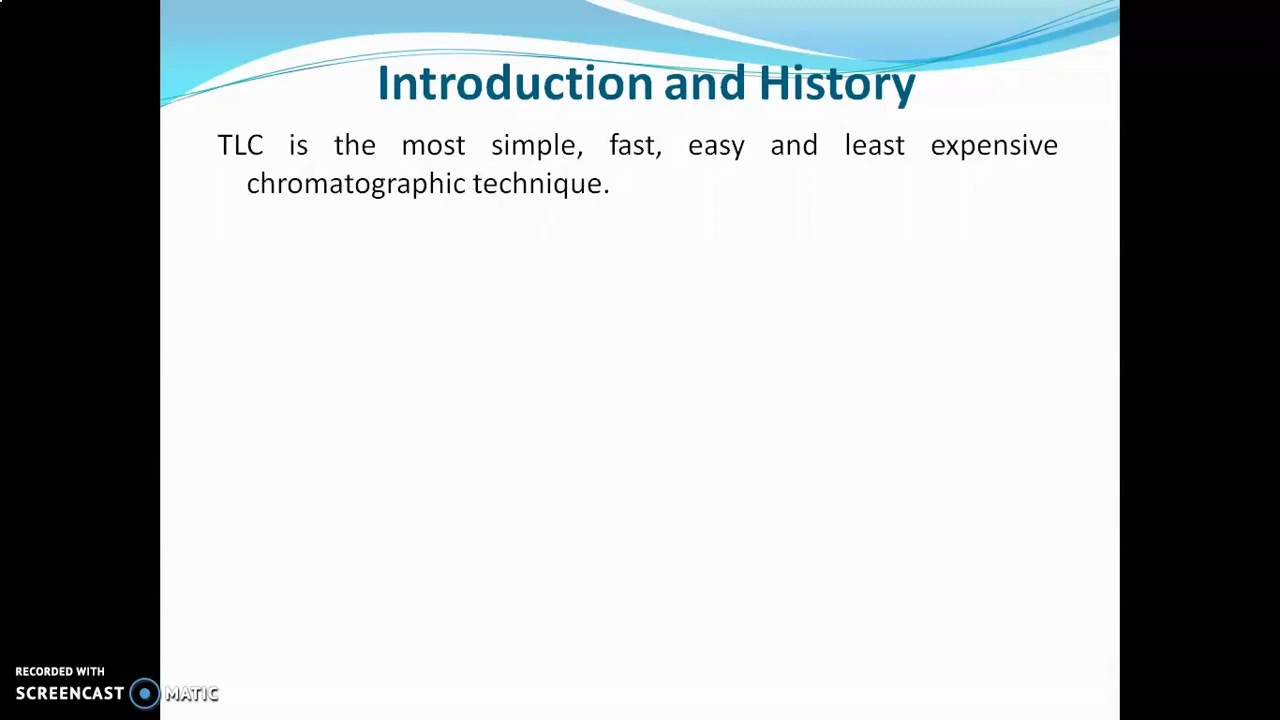 Introduction and History
TLC is the most simple, fast, easy and least expensive
chromatographic technique.
RECORDED WITH
SCREENCAST MATIC